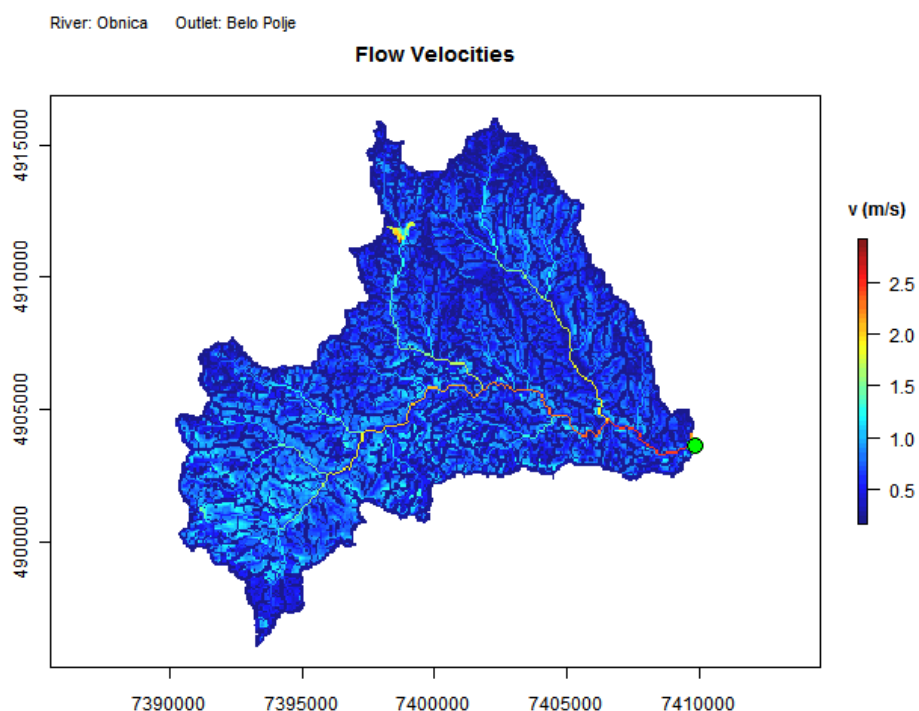 River: Obnica Outlet: Belo Polje
Flow Velocities
4915000
4910000
4905000
4900000
7390000 7395000 7400000 7405000 7410000
v (m/s)
2.5
2.0
1.5
1.0
0.5